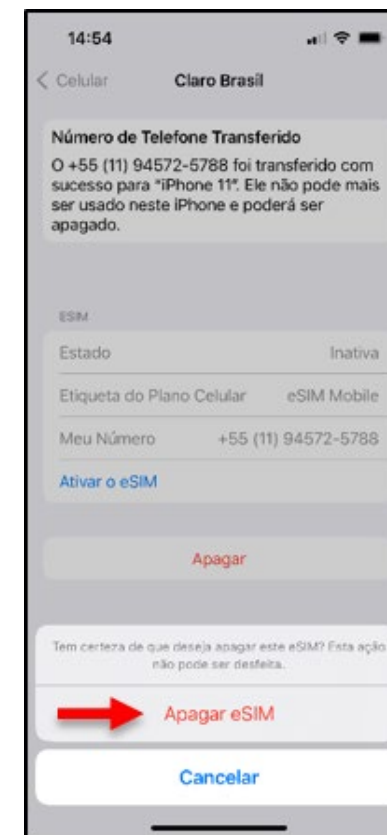 14:54
Celular Claro Brasil
Número de Telefone Transferido
O +55 (11) 94572-5788 foi transferido com
sucesso para "iPhone 11". Ele não pode mais
ser usado neste iPhone e poderá ser
apagado.
ESIM
Estado Inativa
Etiqueta do Plano Celular eSIM Mobile
Meu Número +55 (11) 94572-5788
Ativar o eSIM
Apagar
Tem certeza de que deseja apagar este eSIM? Esta ação
não pode ser desfeita.
Apagar eSIM
Cancelar